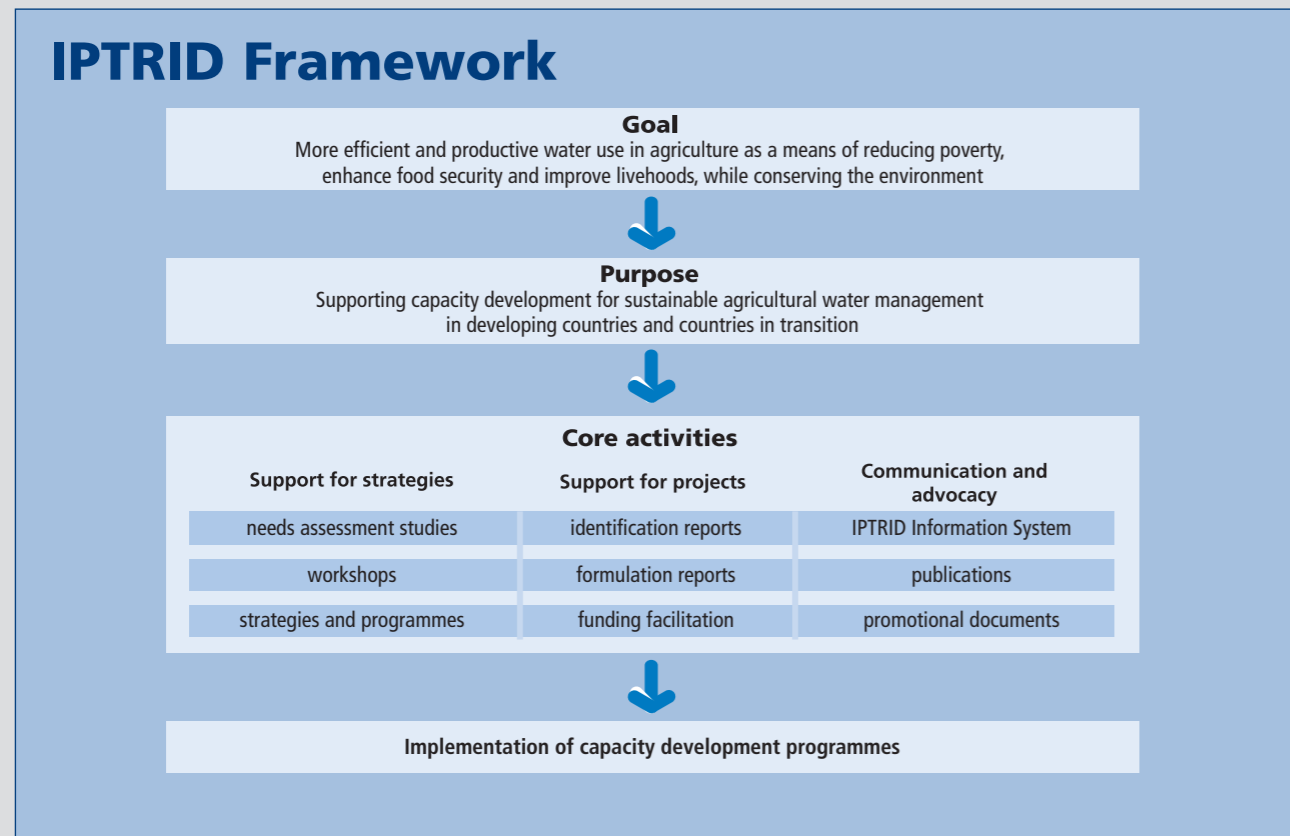 IPTRID Framework
Goal
More efficient and productive water use in agriculture as a means of reducing poverty,
enhance food security and improve livehoods, while conserving the environment
Purpose
Supporting capacity development for sustainable agricultural water management
in developing countries and countries in transition
Core activities
Support for strategies
Support for projects
Communication and
advocacy
needs assessment studies
identification reports
IPTRID Information System
workshops
formulation reports
publications
strategies and programmes
funding facilitation
promotional documents
Implementation of capacity development programmes